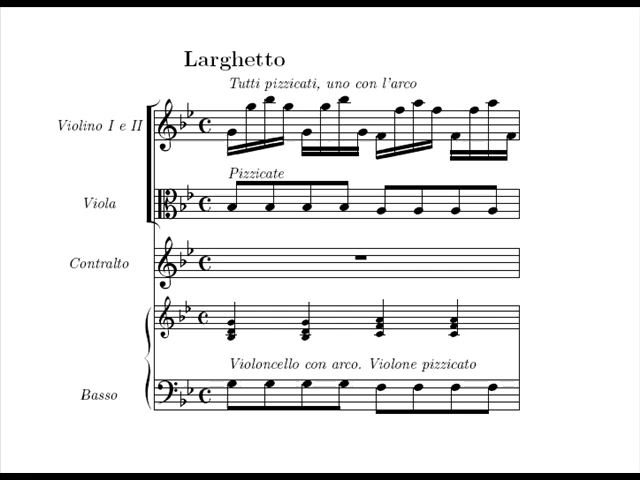 Larghetto
Tutti pizzicati, uno con l'arco
Violino I e II
Pizzicate
Viola
Contralto
Violoncello con arco. Violone pizzicato
Basso